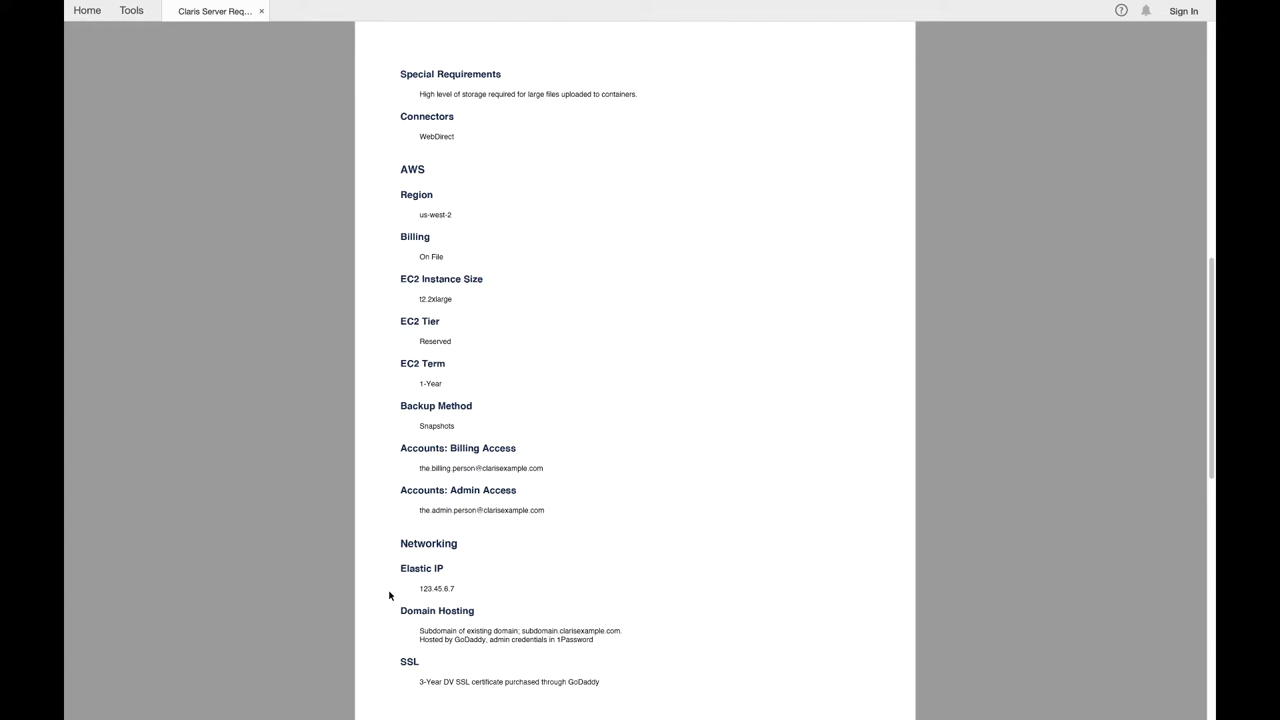 Home Tools Claris Server Req... × ? Sign In
Special Requirements
High level of storage required for large files uploaded to containers.
Connectors
WebDirect
AWS
Region
us-west-2
Billing
On File
EC2 Instance Size
t2.2xlarge
EC2 Tier
Reserved
EC2 Term
1-Year
Backup Method
Snapshots
Accounts: Billing Access
the.billing.person@clarisexample.com
Accounts: Admin Access
the.admin.person@clarisexample.com
Networking
Elastic IP
123.45.6.7
Domain Hosting
Subdomain of existing domain; subdomain.clarisexample.com.
Hosted by GoDaddy, admin credentials in 1Password
SSL
3-Year DV SSL certificate purchased through GoDaddy